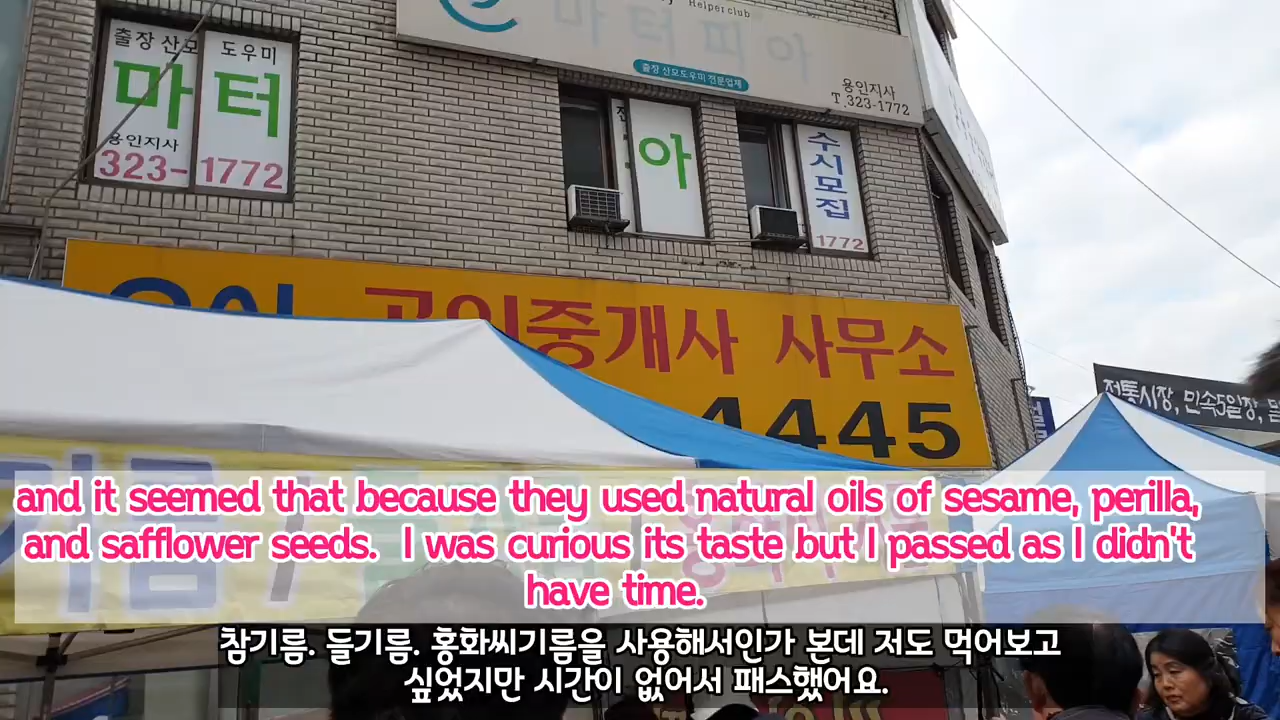 Helper club
마터피아
출장 산모도우미 전문업체
용인지사
T.323-1772
출장 산모 도우미
마터
용인지사
323-1772
아
수시모집
1772
공인중개사 사무소
4445
전통시장, 민속5일장,
기름
and it seemed that because they used natural oils of sesame, perilla,
and safflower seeds. I was curious its taste but I passed as I didn't
have time.
참기름. 들기름. 홍화씨기름을 사용해서인가 본데 저도 먹어보고
싶었지만 시간이 없어서 패스했어요.